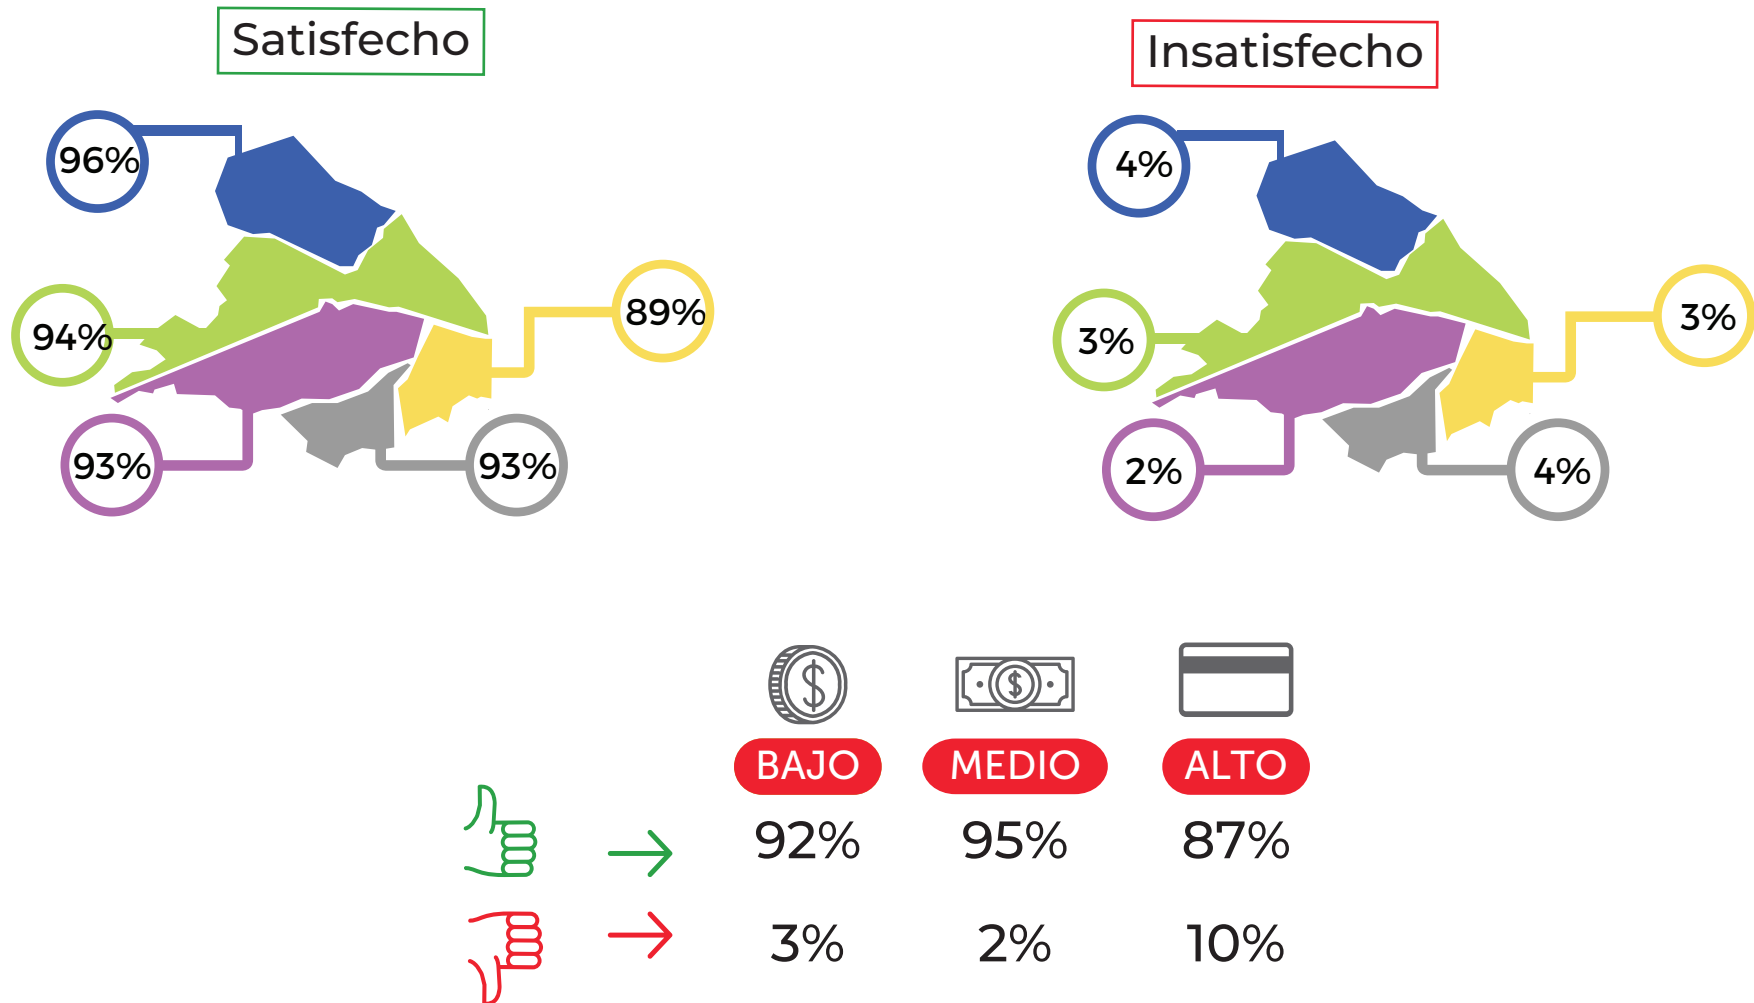 Satisfecho
Insatisfecho
96%
94%
89%
93%
93%
4%
3%
3%
2%
4%
BAJO MEDIO ALTO
92% 95% 87%
3% 2% 10%